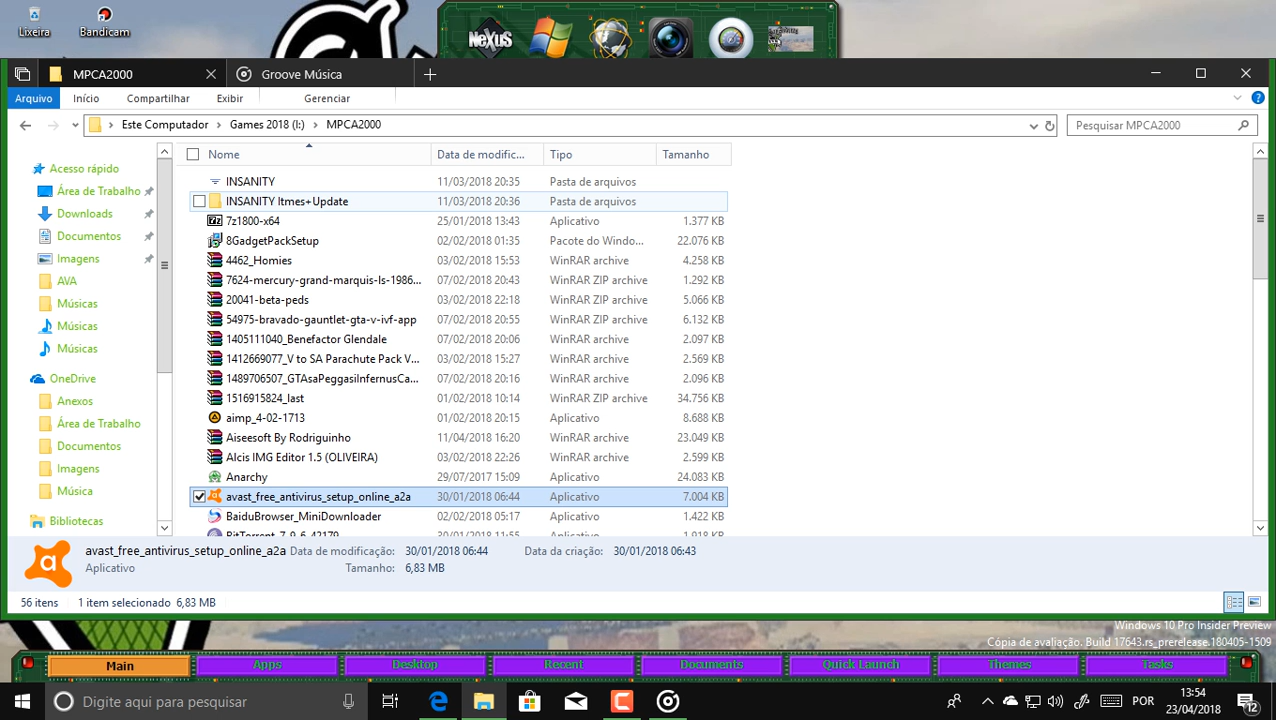 NeXuS
Lixeira
Bandicam
MPCA2000
Groove Música
Arquivo Início Compartilhar Exibir Gerenciar
Este Computador Games 2018 (I:) MPCA2000
Pesquisar MPCA2000
Nome Data de modific... Tipo Tamanho
Acesso rápido
Área de Trabalho
Downloads
Documentos
Imagens
AVA
Músicas
Músicas
Músicas
OneDrive
Anexos
Área de Trabalho
Documentos
Imagens
Música
Bibliotecas
INSANITY 11/03/2018 20:35 Pasta de arquivos
INSANITY Itmes+Update 11/03/2018 20:36 Pasta de arquivos
7z1800-x64 25/01/2018 13:43 Aplicativo 1.377 KB
8GadgetPackSetup 02/02/2018 01:35 Pacote do Windo... 22.076 KB
4462_Homies 03/02/2018 15:53 WinRAR archive 4.258 KB
7624-mercury-grand-marquis-ls-1986... 07/02/2018 20:43 WinRAR ZIP archive 1.292 KB
20041-beta-peds 03/02/2018 22:18 WinRAR ZIP archive 5.066 KB
54975-bravado-gauntlet-gta-v-ivf-app 07/02/2018 20:55 WinRAR ZIP archive 6.132 KB
1405111040_Benefactor Glendale 07/02/2018 20:06 WinRAR archive 2.097 KB
1412669077_V to SA Parachute Pack V... 03/02/2018 15:27 WinRAR archive 2.569 KB
1489706507_GTAsaPeggasiInfernusCa... 07/02/2018 20:16 WinRAR archive 2.096 KB
1516915824_last 01/02/2018 10:14 WinRAR ZIP archive 34.756 KB
aimp_4-02-1713 01/02/2018 20:15 Aplicativo 8.688 KB
Aiseesoft By Rodriguinho 11/04/2018 16:20 WinRAR archive 23.049 KB
Alcis IMG Editor 1.5 (OLIVEIRA) 03/02/2018 22:26 WinRAR archive 2.599 KB
Anarchy 29/07/2017 15:09 Aplicativo 24.083 KB
avast_free_antivirus_setup_online_a2a 30/01/2018 06:44 Aplicativo 7.004 KB
BaiduBrowser_MiniDownloader 02/02/2018 05:17 Aplicativo 1.422 KB
BitTorrent_7_9_6_42179 30/01/2018 11:55 Aplicativo 1.918 KB
avast_free_antivirus_setup_online_a2a Data de modificação: 30/01/2018 06:44 Data da criação: 30/01/2018 06:43
Aplicativo Tamanho: 6,83 MB
56 itens 1 item selecionado 6,83 MB
Windows 10 Pro Insider Preview
Cópia de avaliação. Build 17643.rs_prerelease.180405-1509
Main Apps Desktop Recent Documents Quick Launch Themes Tasks
Digite aqui para pesquisar
POR
13:54
23/04/2018
12